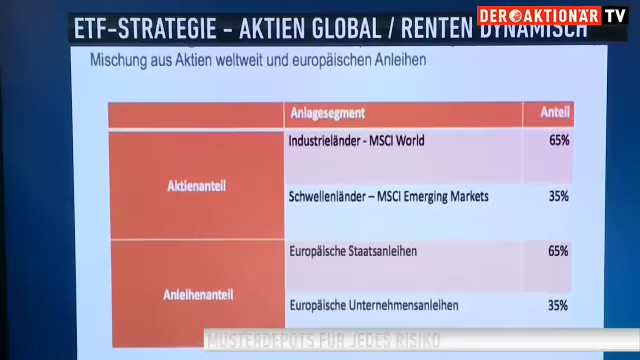 DER AKTIONÄR TV
ETF-STRATEGIE – AKTIEN GLOBAL / RENTEN DYNAMISCH
Mischung aus Aktien weltweit und europäischen Anleihen
Anlagesegment Anteil
Industrieländer - MSCI World 65%
Aktienanteil
Schwellenländer – MSCI Emerging Markets 35%
Europäische Staatsanleihen 65%
Anleihenanteil
Europäische Unternehmensanleihen 35%
MUSTERDEPOTS FÜR JEDES RISIKO